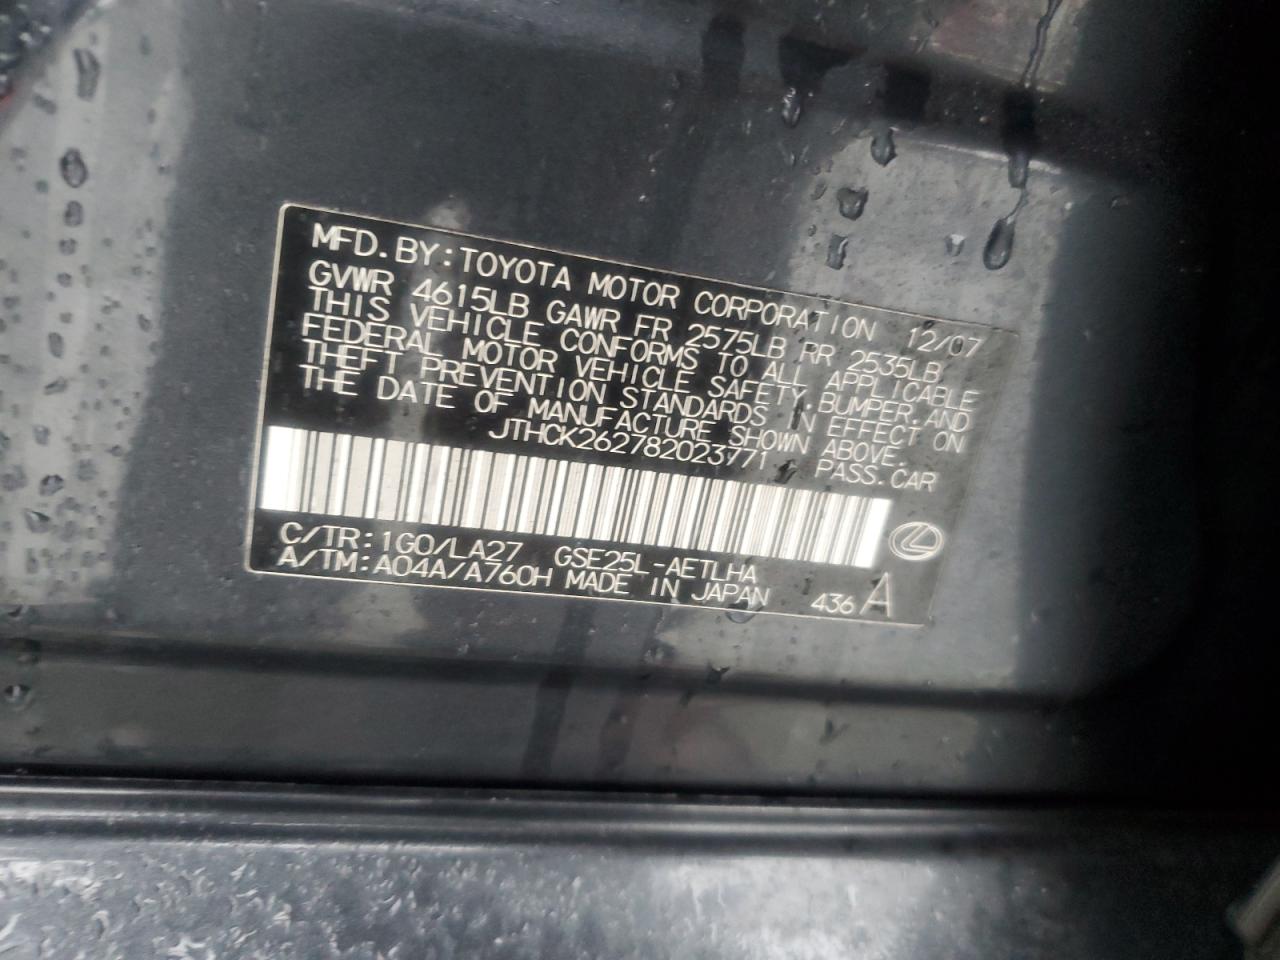 MFD. BY: TOYOTA MOTOR CORPORATION 12/07
GVWR 4615LB GAWR FR 2575LB RR 2535LB
THIS VEHICLE CONFORMS TO ALL APPLICABLE
FEDERAL MOTOR VEHICLE SAFETY, BUMPER, AND
THEFT PREVENTION STANDARDS IN EFFECT ON
THE DATE OF MANUFACTURE SHOWN ABOVE.
JTHCK262782023771 PASS. CAR
C/TR: 1G0/LA27 GSE25L-AETLHA
A/TM: A04A/A760H MADE IN JAPAN 436 A